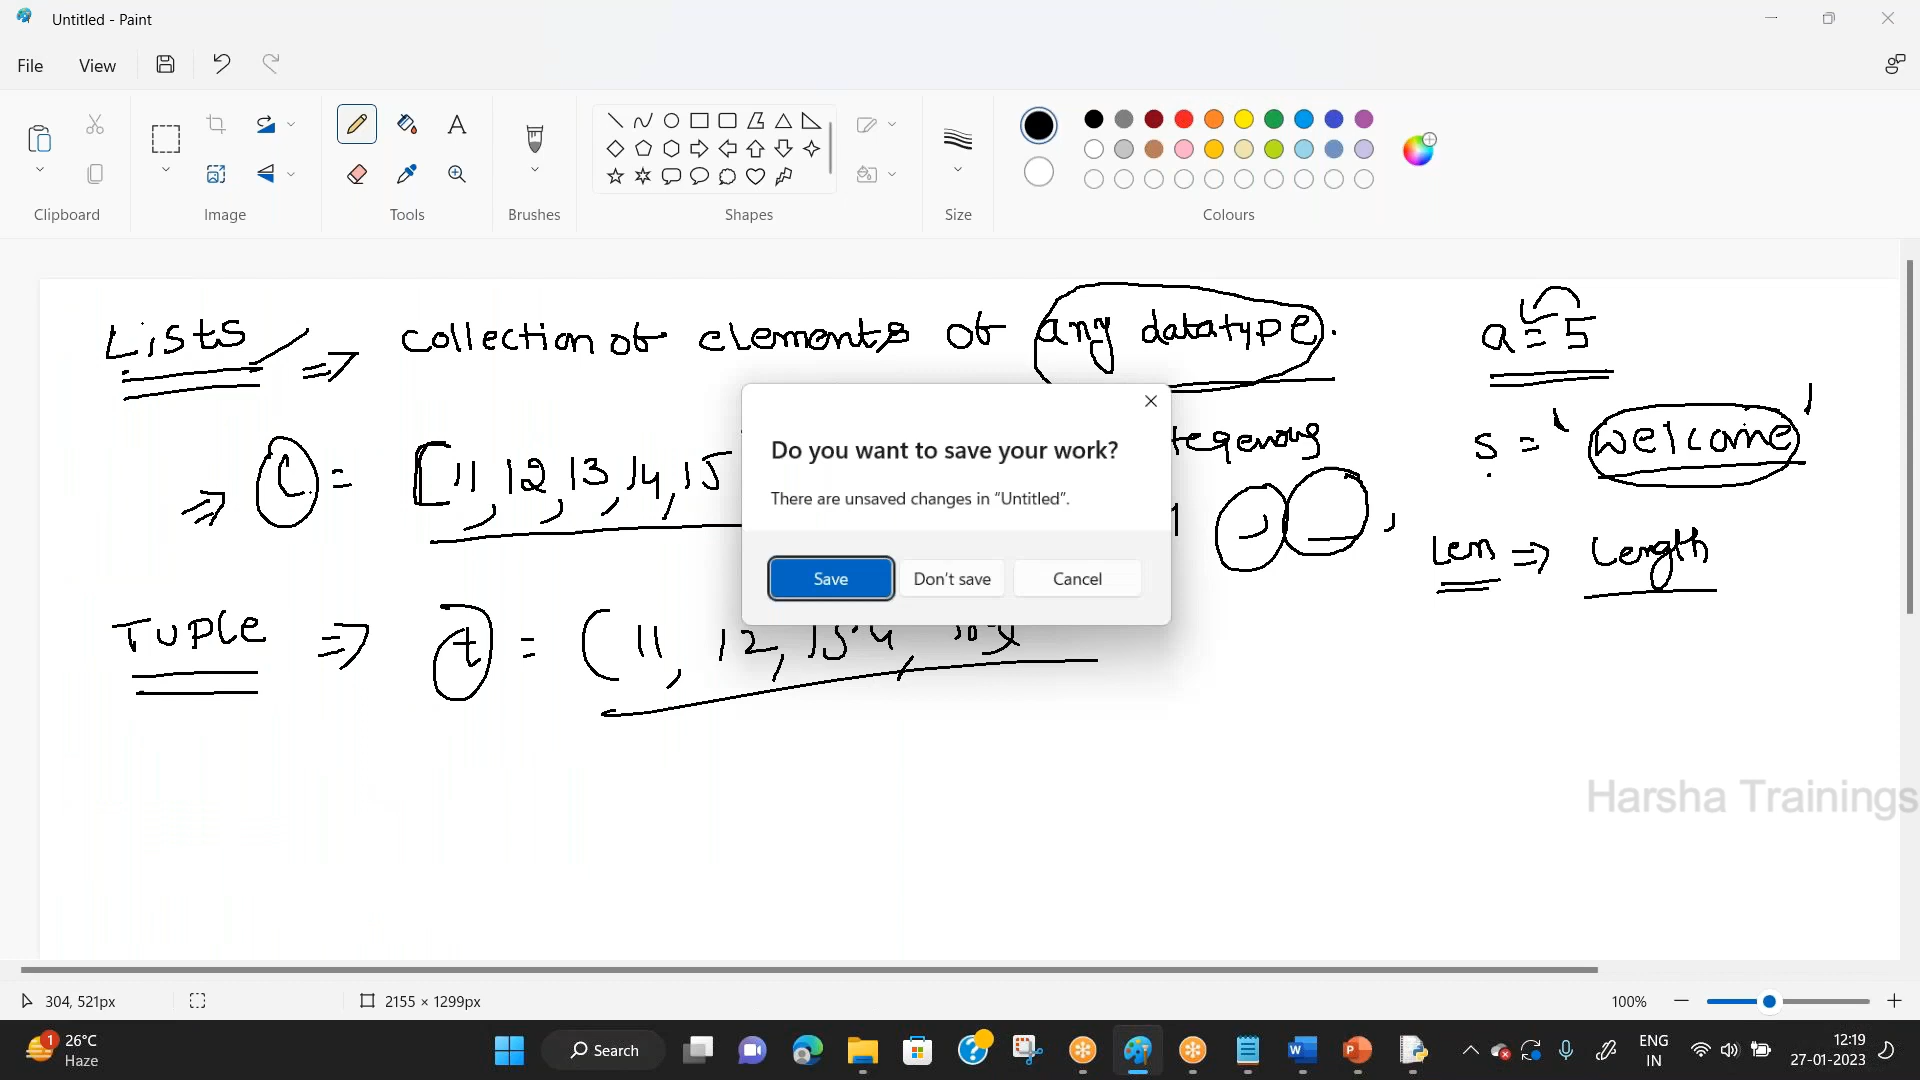 Untitled - Paint
File View
Clipboard Image Tools Brushes Shapes Size Colours
Lists ⇒ collection of elements of any datatype. a = 5
⇒ L = [11, 12, 13, 14, 15 s = 'welcome'
len ⇒ length
TUPLE ⇒ t = ( 11, 12,
Do you want to save your work?
There are unsaved changes in “Untitled”.
Save Don’t save Cancel
Harsha Trainings
304, 521px 2155 × 1299px 100%
1 26°C
Haze
Search
ENG
IN
12:19
27-01-2023